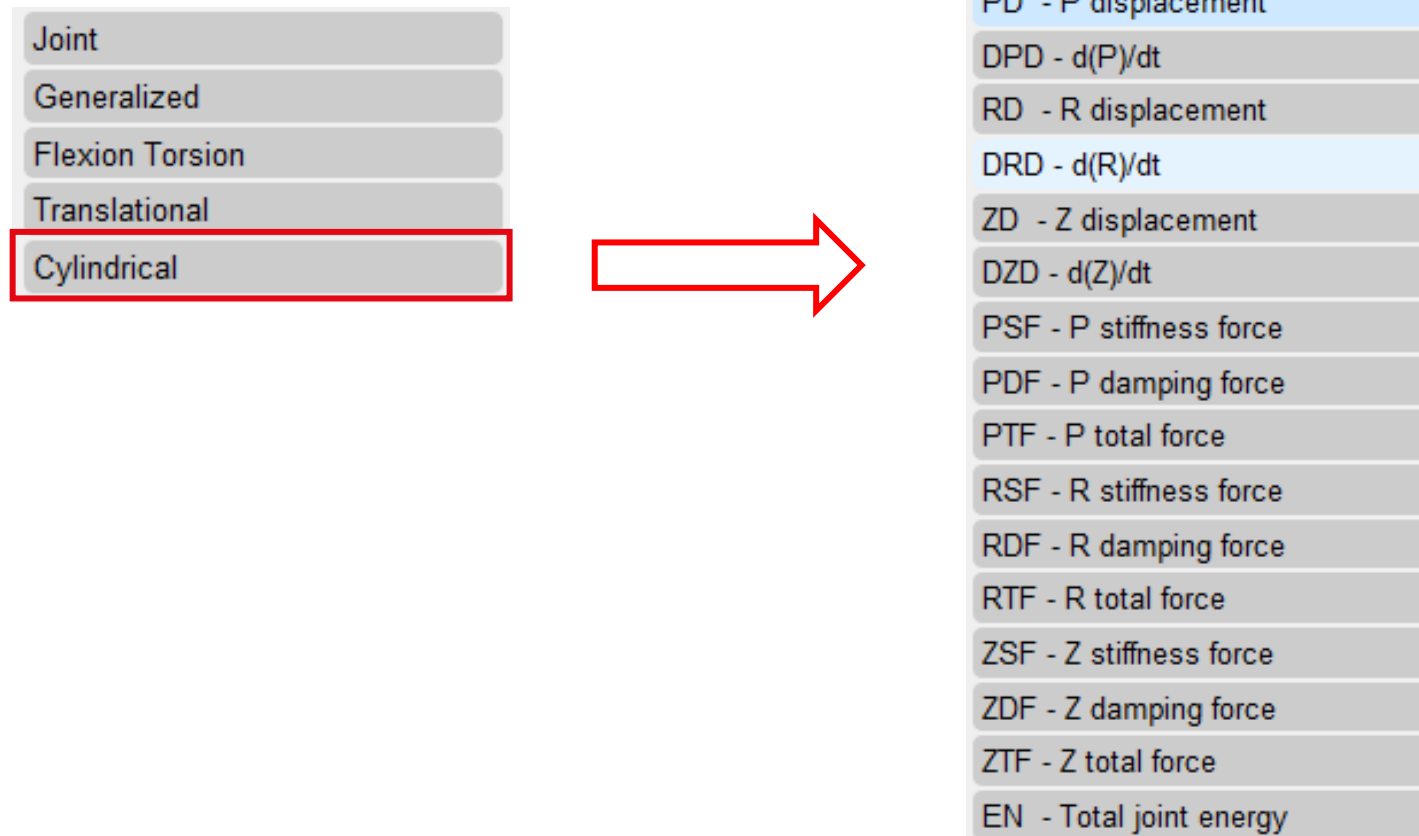 Joint
Generalized
Flexion Torsion
Translational
Cylindrical
PD - P displacement
DPD - d(P)/dt
RD - R displacement
DRD - d(R)/dt
ZD - Z displacement
DZD - d(Z)/dt
PSF - P stiffness force
PDF - P damping force
PTF - P total force
RSF - R stiffness force
RDF - R damping force
RTF - R total force
ZSF - Z stiffness force
ZDF - Z damping force
ZTF - Z total force
EN - Total joint energy